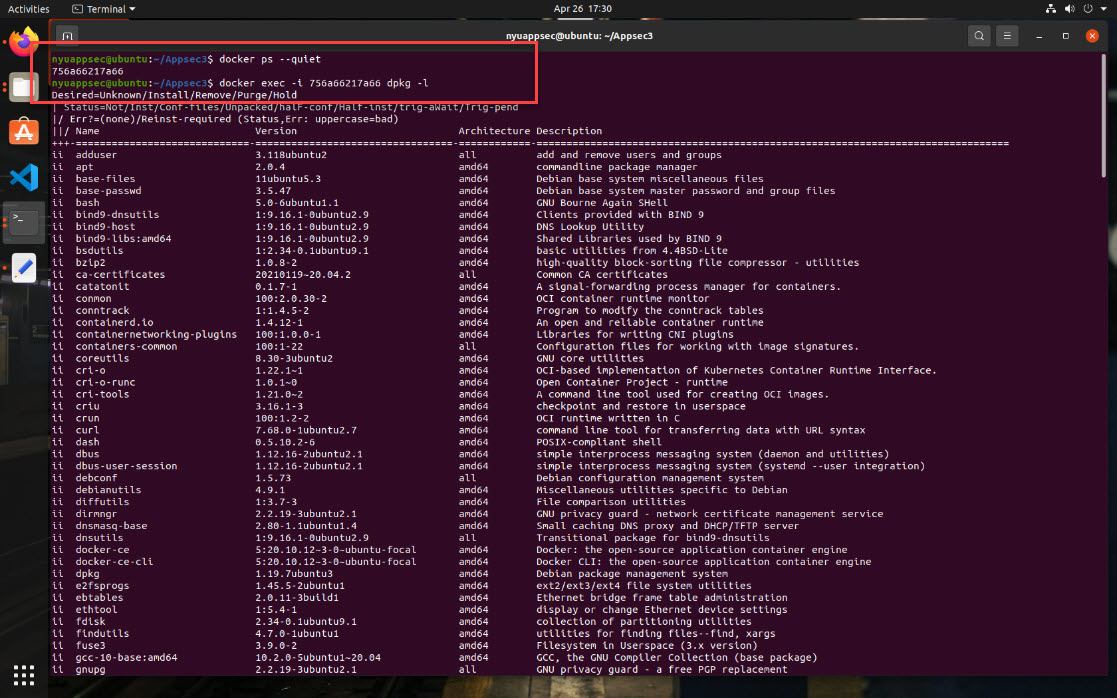 Activities
Terminal
Apr 26 17:30
nyuappsec@ubuntu: ~/Appsec3
nyuappsec@ubuntu:~/Appsec3$ docker ps --quiet
756a66217a66
nyuappsec@ubuntu:~/Appsec3$ docker exec -i 756a66217a66 dpkg -l
Desired=Unknown/Install/Remove/Purge/Hold
| Status=Not/Inst/Conf-files/Unpacked/halF-conf/Half-inst/trig-aWait/Trig-pend
|/ Err?=(none)/Reinst-required (Status,Err: uppercase=bad)
||/ Name Version Architecture Description
+++-=============================-=================================-============-===============================================================================
ii adduser 3.118ubuntu2 all add and remove users and groups
ii apt 2.0.4 amd64 commandline package manager
ii base-files 11ubuntu5.3 amd64 Debian base system miscellaneous files
ii base-passwd 3.5.47 amd64 Debian base system master password and group files
ii bash 5.0-6ubuntu1.1 amd64 GNU Bourne Again SHell
ii bind9-dnsutils 1:9.16.1-0ubuntu2.9 amd64 Clients provided with BIND 9
ii bind9-host 1:9.16.1-0ubuntu2.9 amd64 DNS Lookup Utility
ii bind9-libs:amd64 1:9.16.1-0ubuntu2.9 amd64 Shared Libraries used by BIND 9
ii bsdutils 1:2.34-0.1ubuntu9.1 amd64 basic utilities from 4.4BSD-Lite
ii bzip2 1.0.8-2 amd64 high-quality block-sorting file compressor - utilities
ii ca-certificates 20210119~20.04.2 all Common CA certificates
ii catatonit 0.1.7-1 amd64 A signal-forwarding process manager for containers.
ii conmon 100:2.0.30-2 amd64 OCI container runtime monitor
ii conntrack 1:1.4.5-2 amd64 Program to modify the conntrack tables
ii containerd.io 1.4.12-1 amd64 An open and reliable container runtime
ii containernetworking-plugins 100:1.0.0-1 amd64 Libraries for writing CNI plugins
ii containers-common 100:1-22 all Configuration files for working with image signatures.
ii coreutils 8.30-3ubuntu2 amd64 GNU core utilities
ii cri-o 1.22.1~1 amd64 OCI-based implementation of Kubernetes Container Runtime Interface.
ii cri-o-runc 1.0.1~0 amd64 Open Container Project - runtime
ii cri-tools 1.21.0~2 amd64 A command line tool used for creating OCI images.
ii criu 3.16.1-3 amd64 checkpoint and restore in userspace
ii crun 100:1.2-2 amd64 OCI runtime written in C
ii curl 7.68.0-1ubuntu2.7 amd64 command line tool for transferring data with URL syntax
ii dash 0.5.10.2-6 amd64 POSIX-compliant shell
ii dbus 1.12.16-2ubuntu2.1 amd64 simple interprocess messaging system (daemon and utilities)
ii dbus-user-session 1.12.16-2ubuntu2.1 amd64 simple interprocess messaging system (systemd --user integration)
ii debconf 1.5.73 all Debian configuration management system
ii debianutils 4.9.1 amd64 Miscellaneous utilities specific to Debian
ii diffutils 1:3.7-3 amd64 File comparison utilities
ii dirmngr 2.2.19-3ubuntu2.1 amd64 GNU privacy guard - network certificate management service
ii dnsmasq-base 2.80-1.1ubuntu1.4 amd64 Small caching DNS proxy and DHCP/TFTP server
ii dnsutils 1:9.16.1-0ubuntu2.9 all Transitional package for bind9-dnsutils
ii docker-ce 5:20.10.12~3-0~ubuntu-focal amd64 Docker: the open-source application container engine
ii docker-ce-cli 5:20.10.12~3-0~ubuntu-focal amd64 Docker CLI: the open-source application container engine
ii dpkg 1.19.7ubuntu3 amd64 Debian package management system
ii e2fsprogs 1.45.5-2ubuntu1 amd64 ext2/ext3/ext4 file system utilities
ii ebtables 2.0.11-3build1 amd64 Ethernet bridge frame table administration
ii ethtool 1:5.4-1 amd64 display or change Ethernet device settings
ii fdisk 2.34-0.1ubuntu9.1 amd64 collection of partitioning utilities
ii findutils 4.7.0-1ubuntu1 amd64 utilities for finding files--find, xargs
ii fuse3 3.9.0-2 amd64 Filesystem in Userspace (3.x version)
ii gcc-10-base:amd64 10.2.0-5ubuntu1~20.04 amd64 GCC, the GNU Compiler Collection (base package)
ii gnupg 2.2.19-3ubuntu2.1 all GNU privacy guard - a free PGP replacement